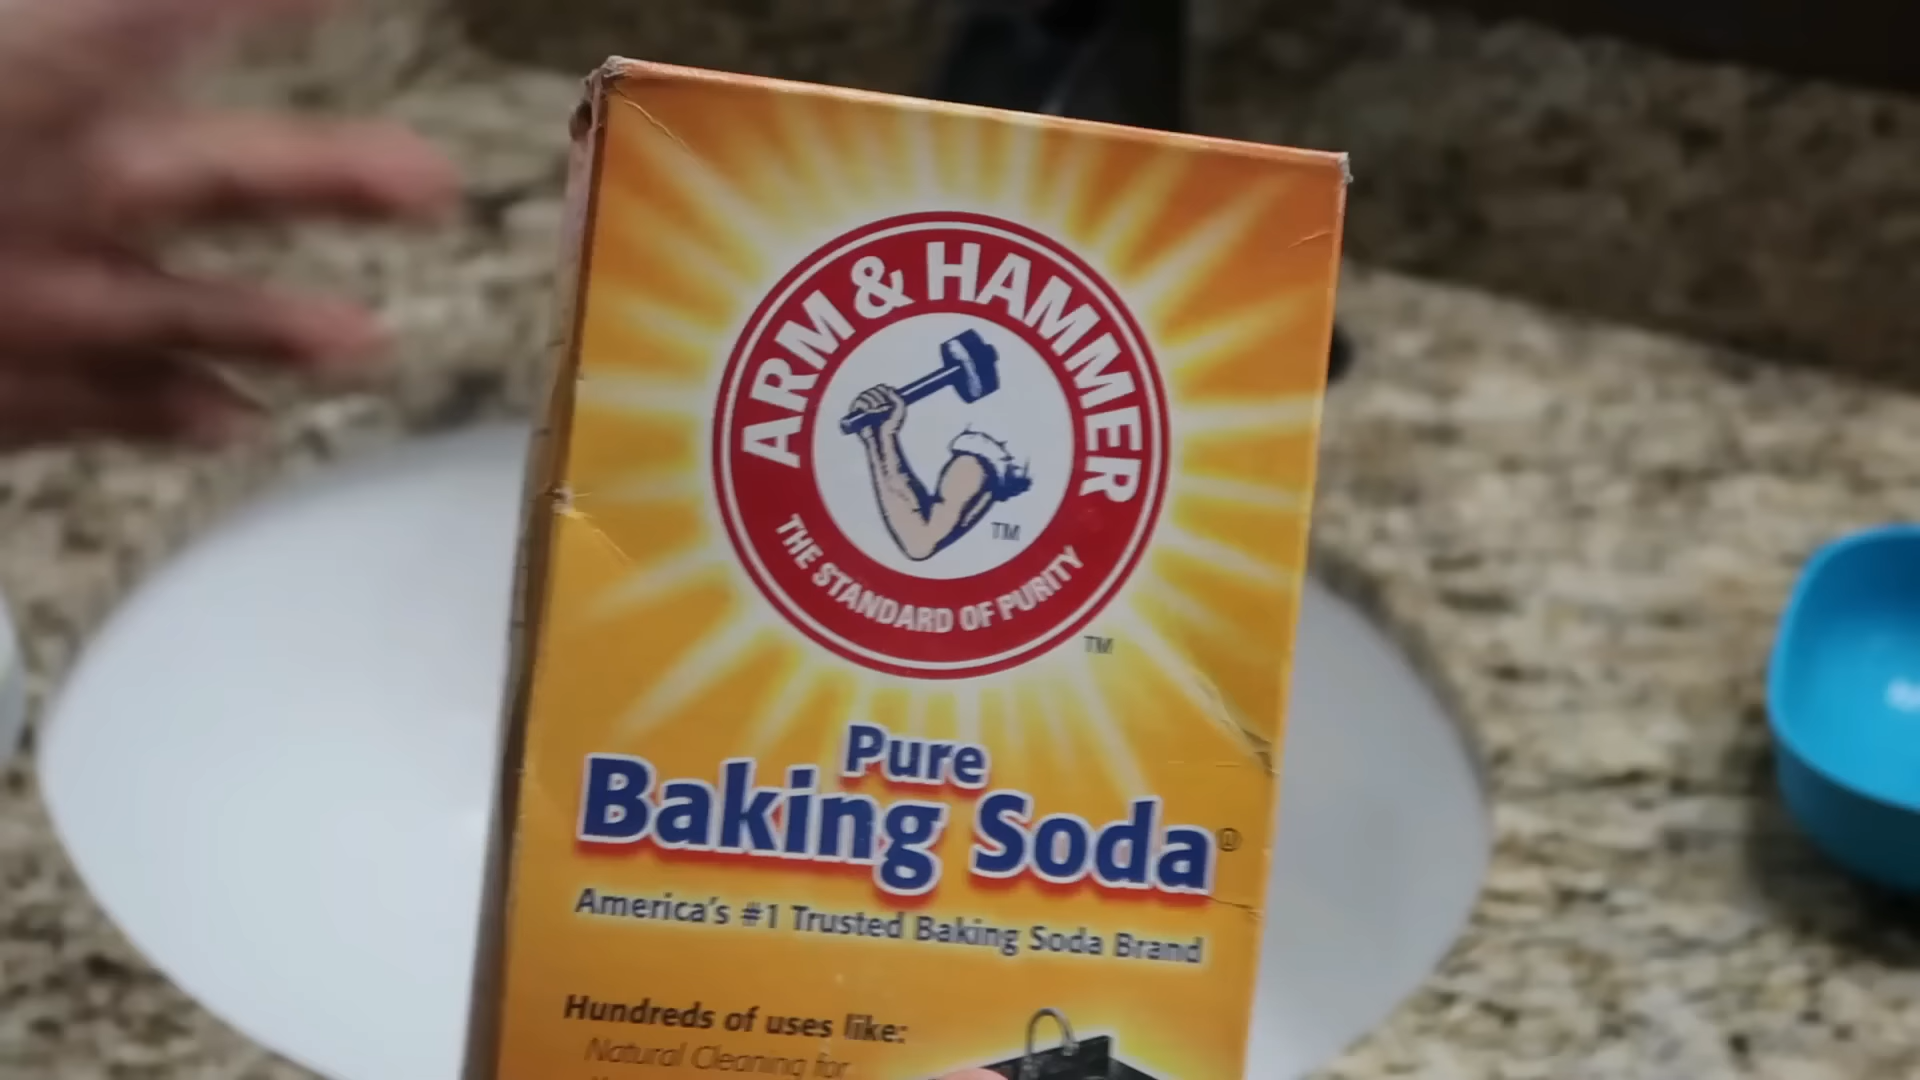 ARM & HAMMER
THE STANDARD OF PURITY
TM
TM
Pure
Baking Soda®
America's #1 Trusted Baking Soda Brand
Hundreds of uses like:
Natural Cleaning for